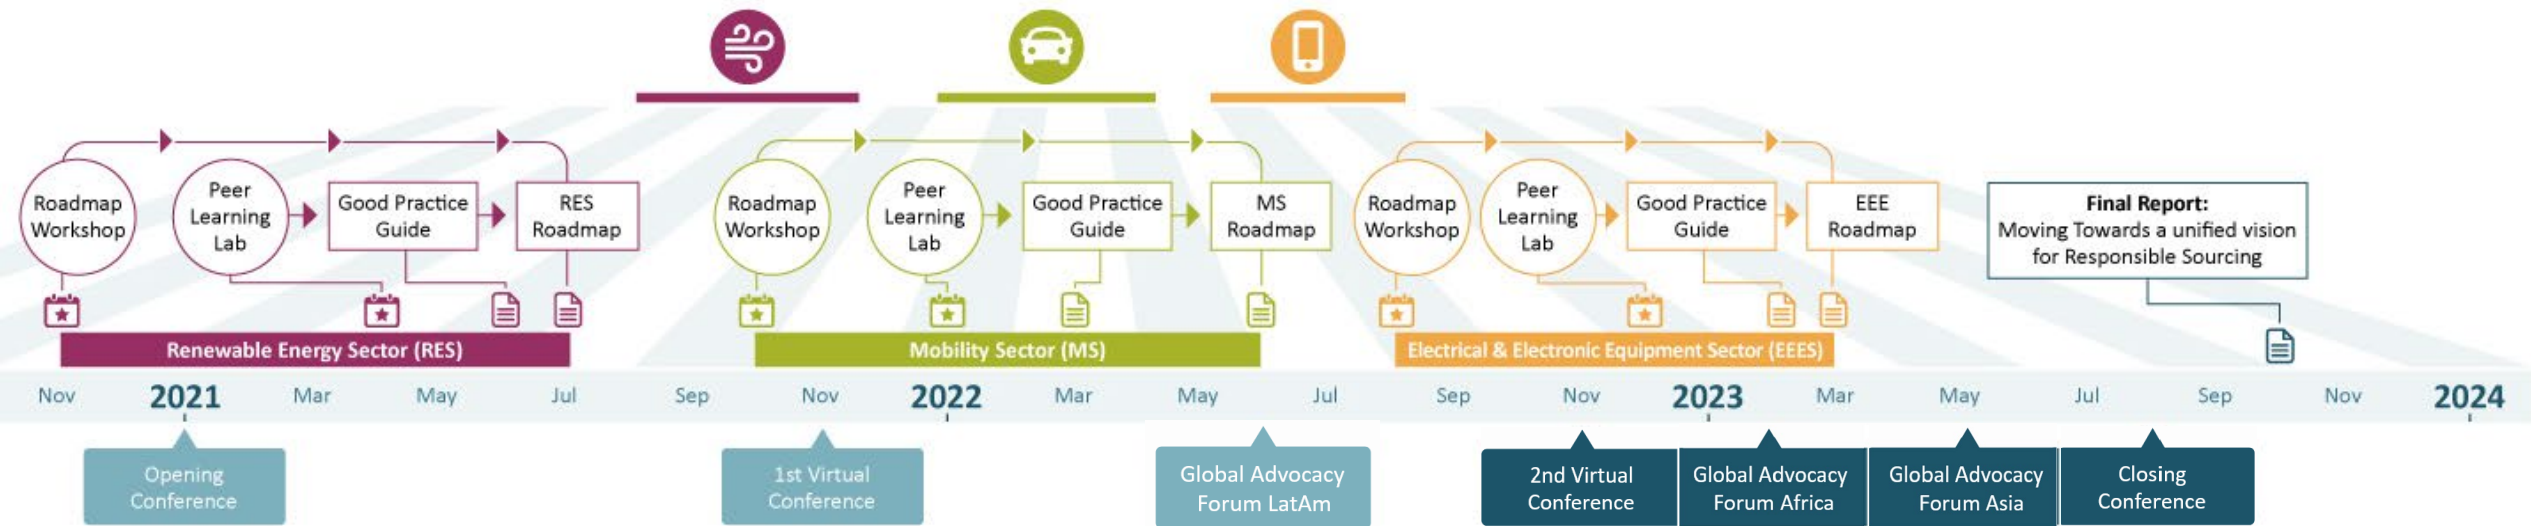 Roadmap
Workshop
Peer
Learning
Lab
Good Practice
Guide
RES
Roadmap
Roadmap
Workshop
Peer
Learning
Lab
Good Practice
Guide
MS
Roadmap
Roadmap
Workshop
Peer
Learning
Lab
Good Practice
Guide
EEE
Roadmap
Final Report:
Moving Towards a unified vision
for Responsible Sourcing
Renewable Energy Sector (RES)
Mobility Sector (MS)
Electrical & Electronic Equipment Sector (EEES)
Nov 2021 Mar May Jul Sep Nov 2022 Mar May Jul Sep Nov 2023 Mar May Jul Sep Nov 2024
Opening
Conference
1st Virtual
Conference
Global Advocacy
Forum LatAm
2nd Virtual
Conference
Global Advocacy
Forum Africa
Global Advocacy
Forum Asia
Closing
Conference